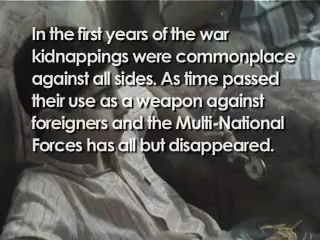 In the first years of the war
kidnappings were commonplace
against all sides. As time passed
their use as a weapon against
foreigners and the Multi-National
Forces has all but disappeared.